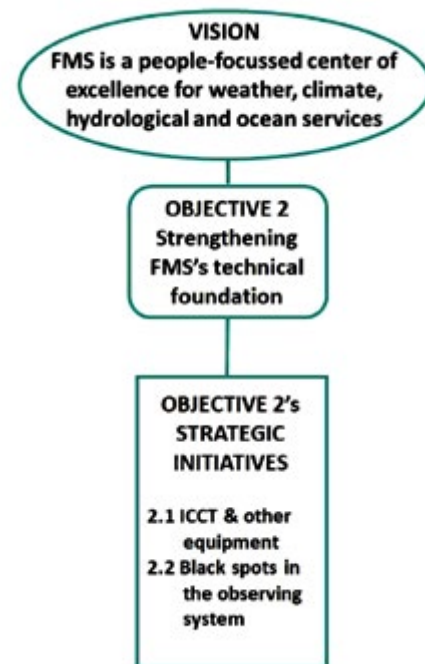 VISION
FMS is a people-focussed center of
excellence for weather, climate,
hydrological and ocean services
OBJECTIVE 2
Strengthening
FMS's technical
foundation
OBJECTIVE 2's
STRATEGIC
INITIATIVES
2.1 ICCT & other
equipment
2.2 Black spots in
the observing
system